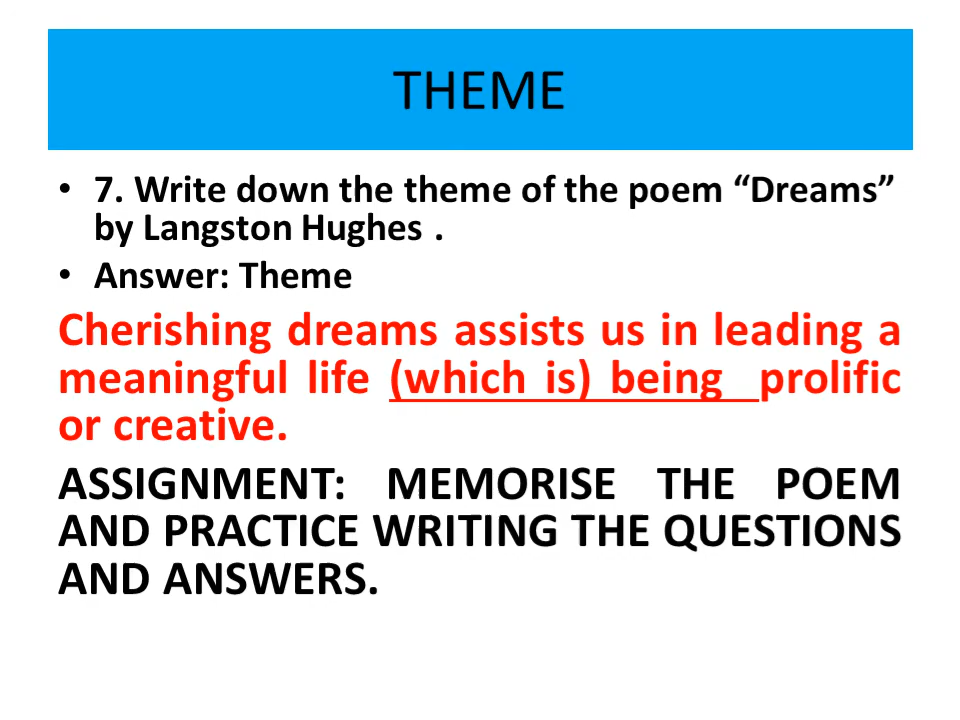 THEME
• 7. Write down the theme of the poem “Dreams”
by Langston Hughes .
• Answer: Theme
Cherishing dreams assists us in leading a
meaningful life (which is) being prolific
or creative.
ASSIGNMENT: MEMORISE THE POEM
AND PRACTICE WRITING THE QUESTIONS
AND ANSWERS.